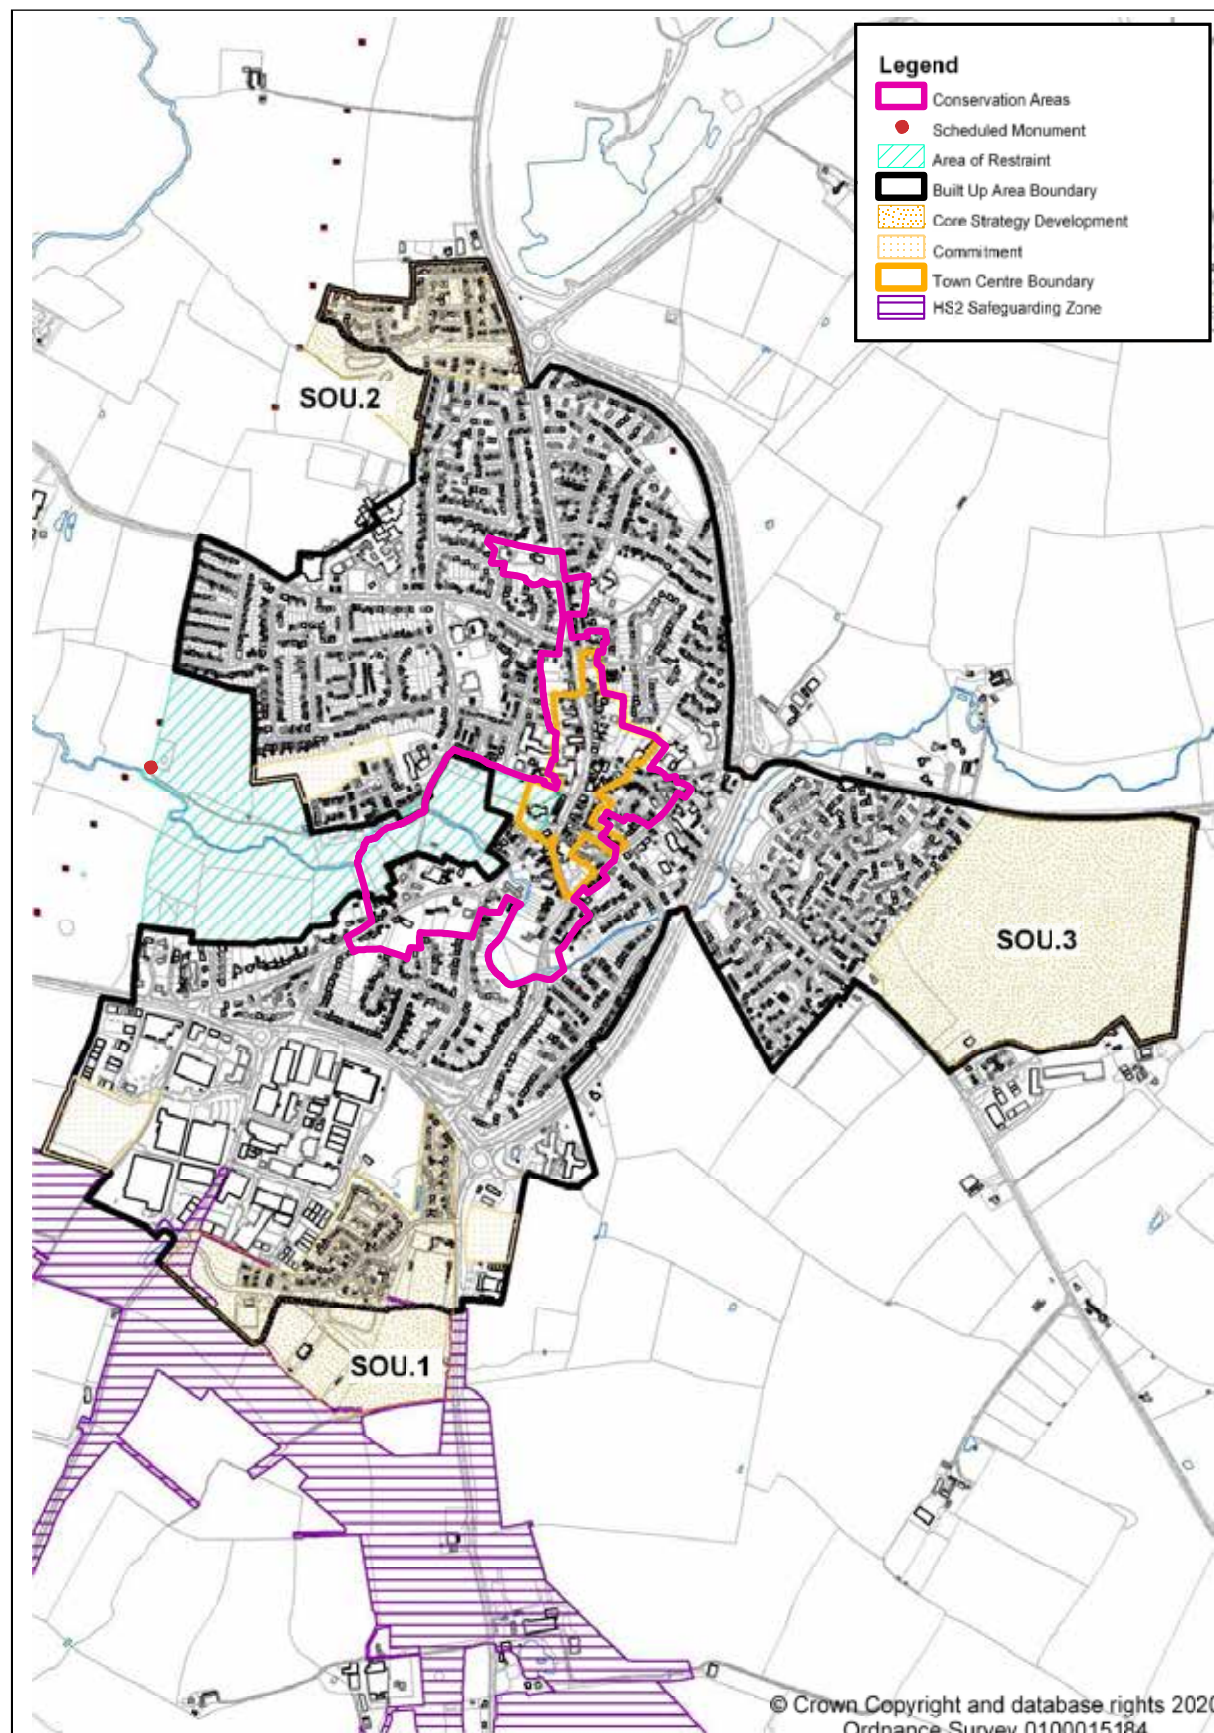 Legend
Conservation Areas
Scheduled Monument
Area of Restraint
Built Up Area Boundary
Core Strategy Development
Commitment
Town Centre Boundary
HS2 Safeguarding Zone
SOU.2
SOU.3
SOU.1
© Crown Copyright and database rights 2020
Ordnance Survey 0100015184